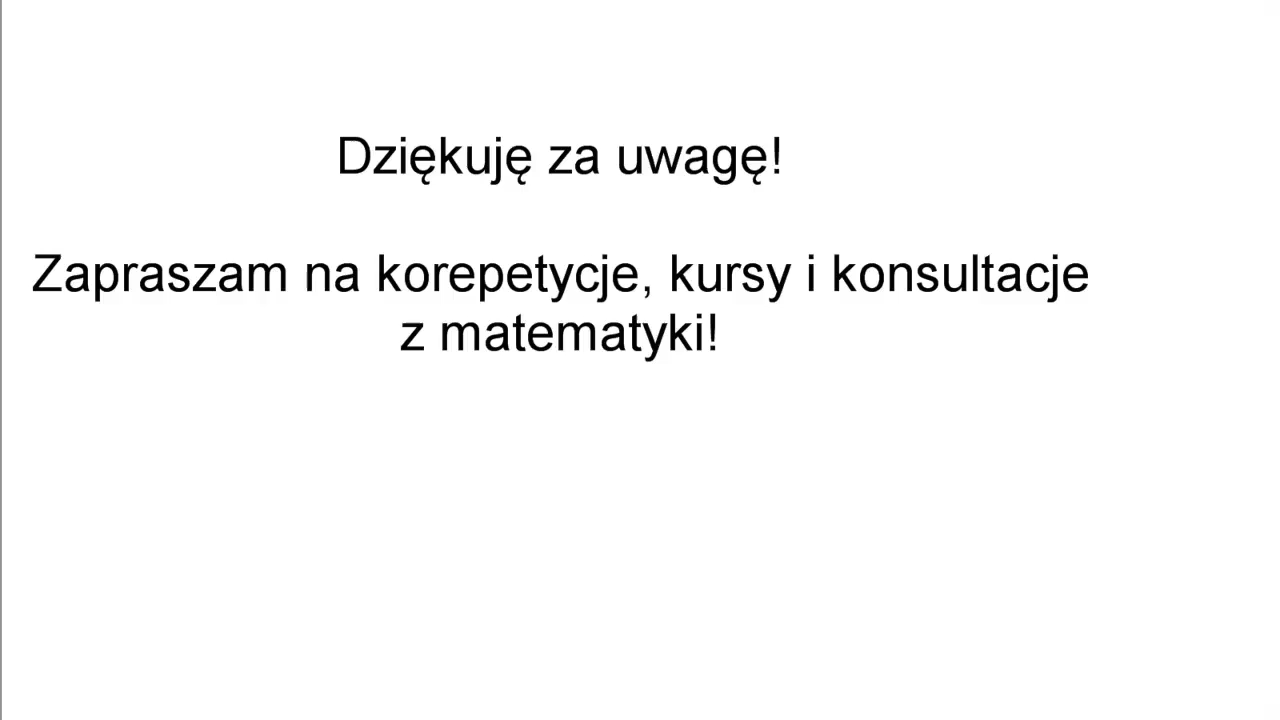 Dziękuję za uwagę!
Zapraszam na korepetycje, kursy i konsultacje
z matematyki!